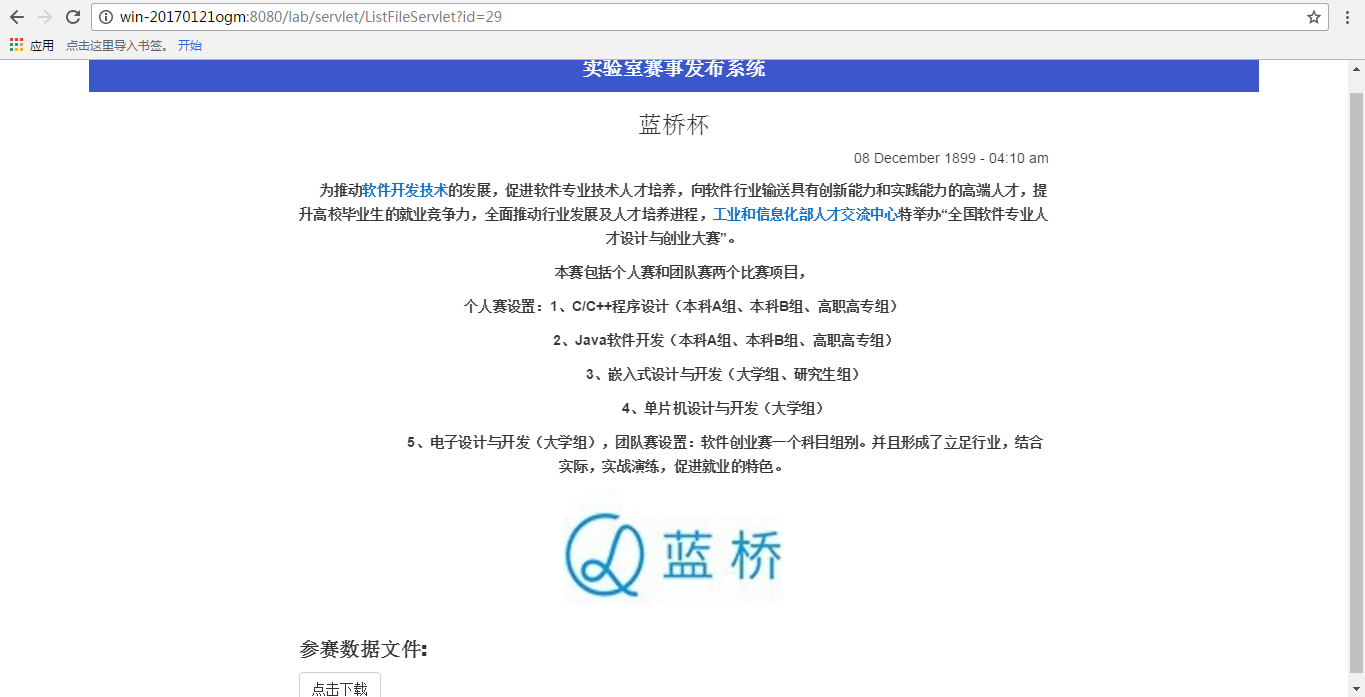 win-20170121ogm:8080/lab/servlet/ListFileServlet?id=29
应用 点击这里导入书签。 开始
实验室赛事发布系统
蓝桥杯
08 December 1899 - 04:10 am
为推动软件开发技术的发展，促进软件专业技术人才培养，向软件行业输送具有创新能力和实践能力的高端人才，提
升高校毕业生的就业竞争力，全面推动行业发展及人才培养进程，工业和信息化部人才交流中心特举办“全国软件专业人
才设计与创业大赛”。
本赛包括个人赛和团队赛两个比赛项目，
个人赛设置：1、C/C++程序设计（本科A组、本科B组、高职高专组）
2、Java软件开发（本科A组、本科B组、高职高专组）
3、嵌入式设计与开发（大学组、研究生组）
4、单片机设计与开发（大学组）
5、电子设计与开发（大学组），团队赛设置：软件创业赛一个科目组别。并且形成了立足行业，结合
实际，实战演练，促进就业的特色。
蓝桥
参赛数据文件:
点击下载